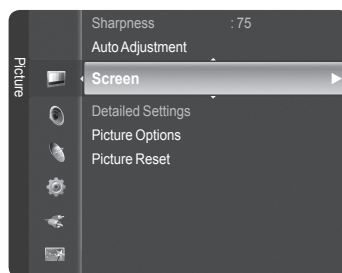 Picture
Sharpness : 75
Auto Adjustment
Screen
Detailed Settings
Picture Options
Picture Reset